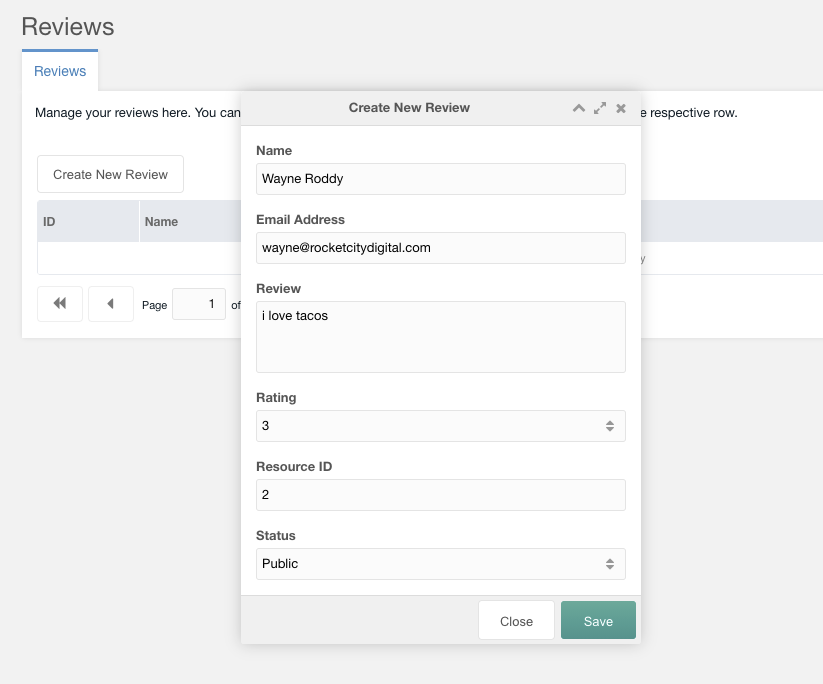 Reviews
Reviews
Manage your reviews here. You can
e respective row.
Create New Review
ID
Name
y
Page
1
of
Create New Review
Name
Wayne Roddy
Email Address
wayne@rocketcitydigital.com
Review
i love tacos
Rating
3
Resource ID
2
Status
Public
Close
Save